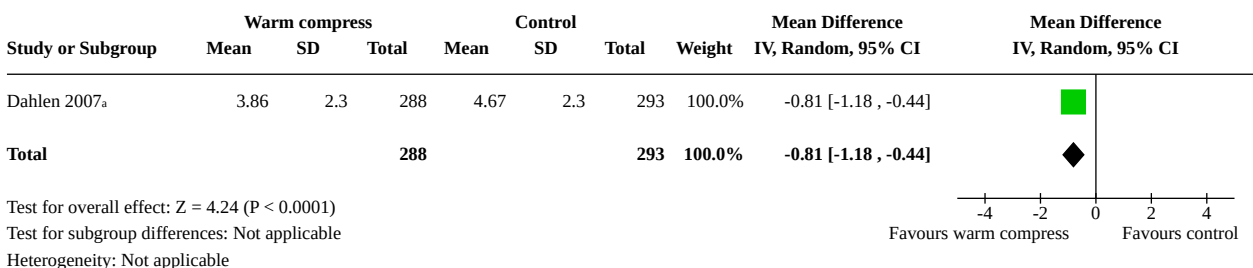 Warm compress Control Mean Difference Mean Difference
Study or Subgroup Mean SD Total Mean SD Total Weight IV, Random, 95% CI IV, Random, 95% CI
Dahlen 2007a 3.86 2.3 288 4.67 2.3 293 100.0% -0.81 [-1.18 , -0.44]
Total 288 293 100.0% -0.81 [-1.18 , -0.44]
Test for overall effect: Z = 4.24 (P < 0.0001)
-4 -2 0 2 4
Test for subgroup differences: Not applicable Favours warm compress Favours control
Heterogeneity: Not applicable